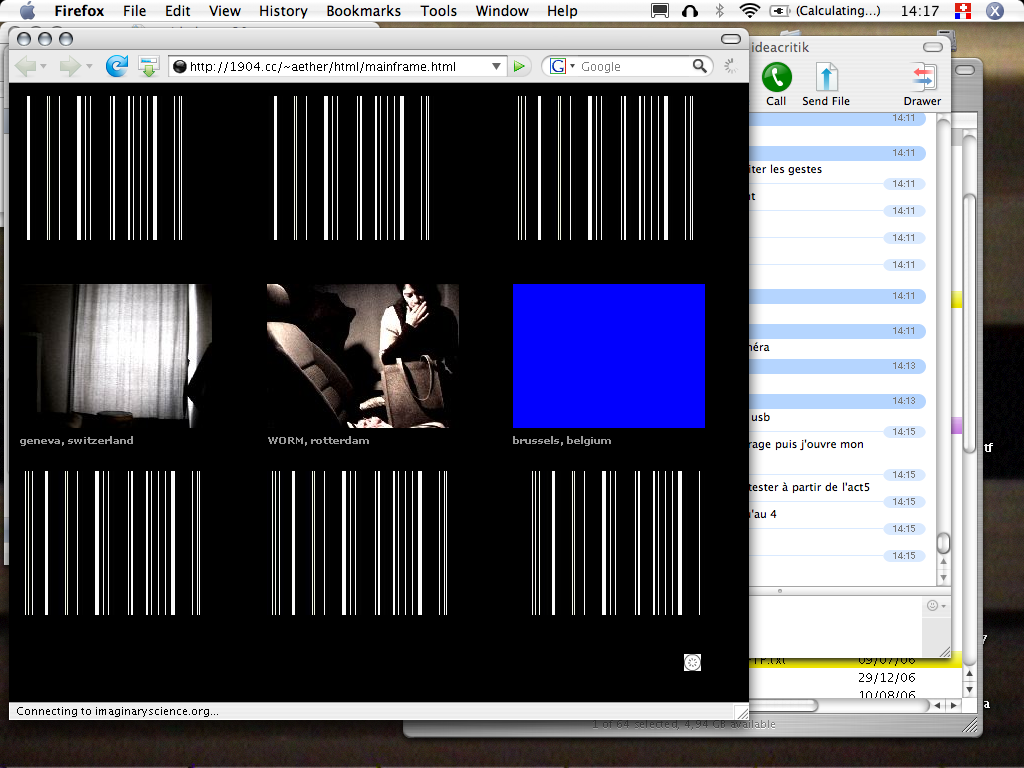 Firefox File Edit View History Bookmarks Tools Window Help (Calculating...) 14:17
ideacritik
http://1904.cc/~aether/html/mainframe.html
G Google
Call Send File Drawer
14:11
14:11
iter les gestes
14:11
14:11
14:11
14:11
14:11
14:11
méra
14:13
14:13
usb
14:15
rage puis j'ouvre mon
14:15
tester à partir de l'act5
14:15
u'au 4
14:15
14:15
geneva, switzerland
WORM, rotterdam
brussels, belgium
tf
TP.txt 09/07/06
29/12/06
10/08/06
Connecting to imaginaryscience.org...
1 of 64 selected, 4,94 GB available